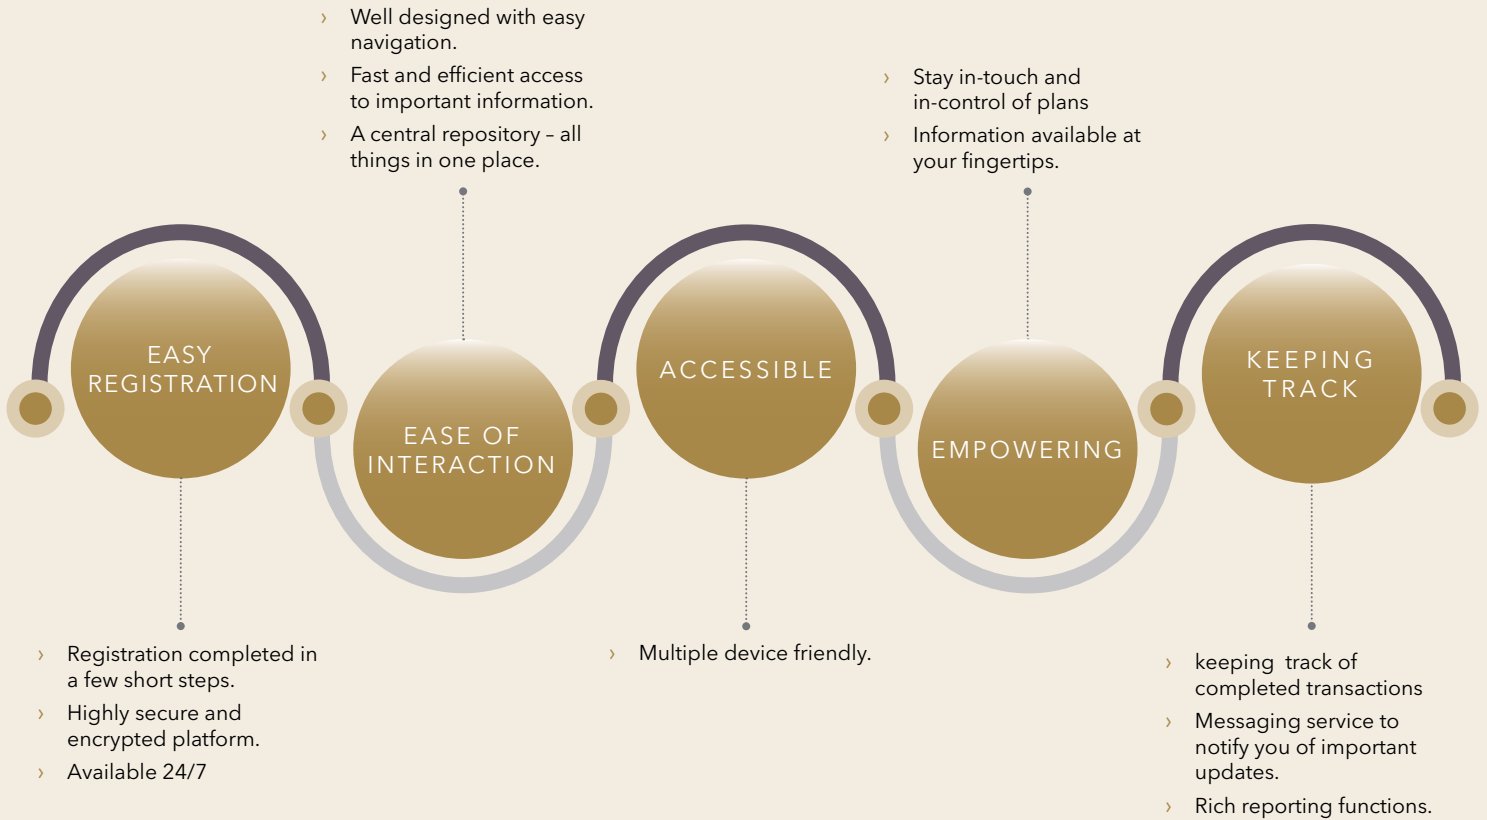 › Well designed with easy
navigation.
› Fast and efficient access
to important information.
› A central repository – all
things in one place.
› Stay in-touch and
in-control of plans
› Information available at
your fingertips.
EASY
REGISTRATION
EASE OF
INTERACTION
ACCESSIBLE
EMPOWERING
KEEPING
TRACK
› Registration completed in
a few short steps.
› Highly secure and
encrypted platform.
› Available 24/7
› Multiple device friendly.
› keeping  track of
completed transactions
› Messaging service to
notify you of important
updates.
› Rich reporting functions.